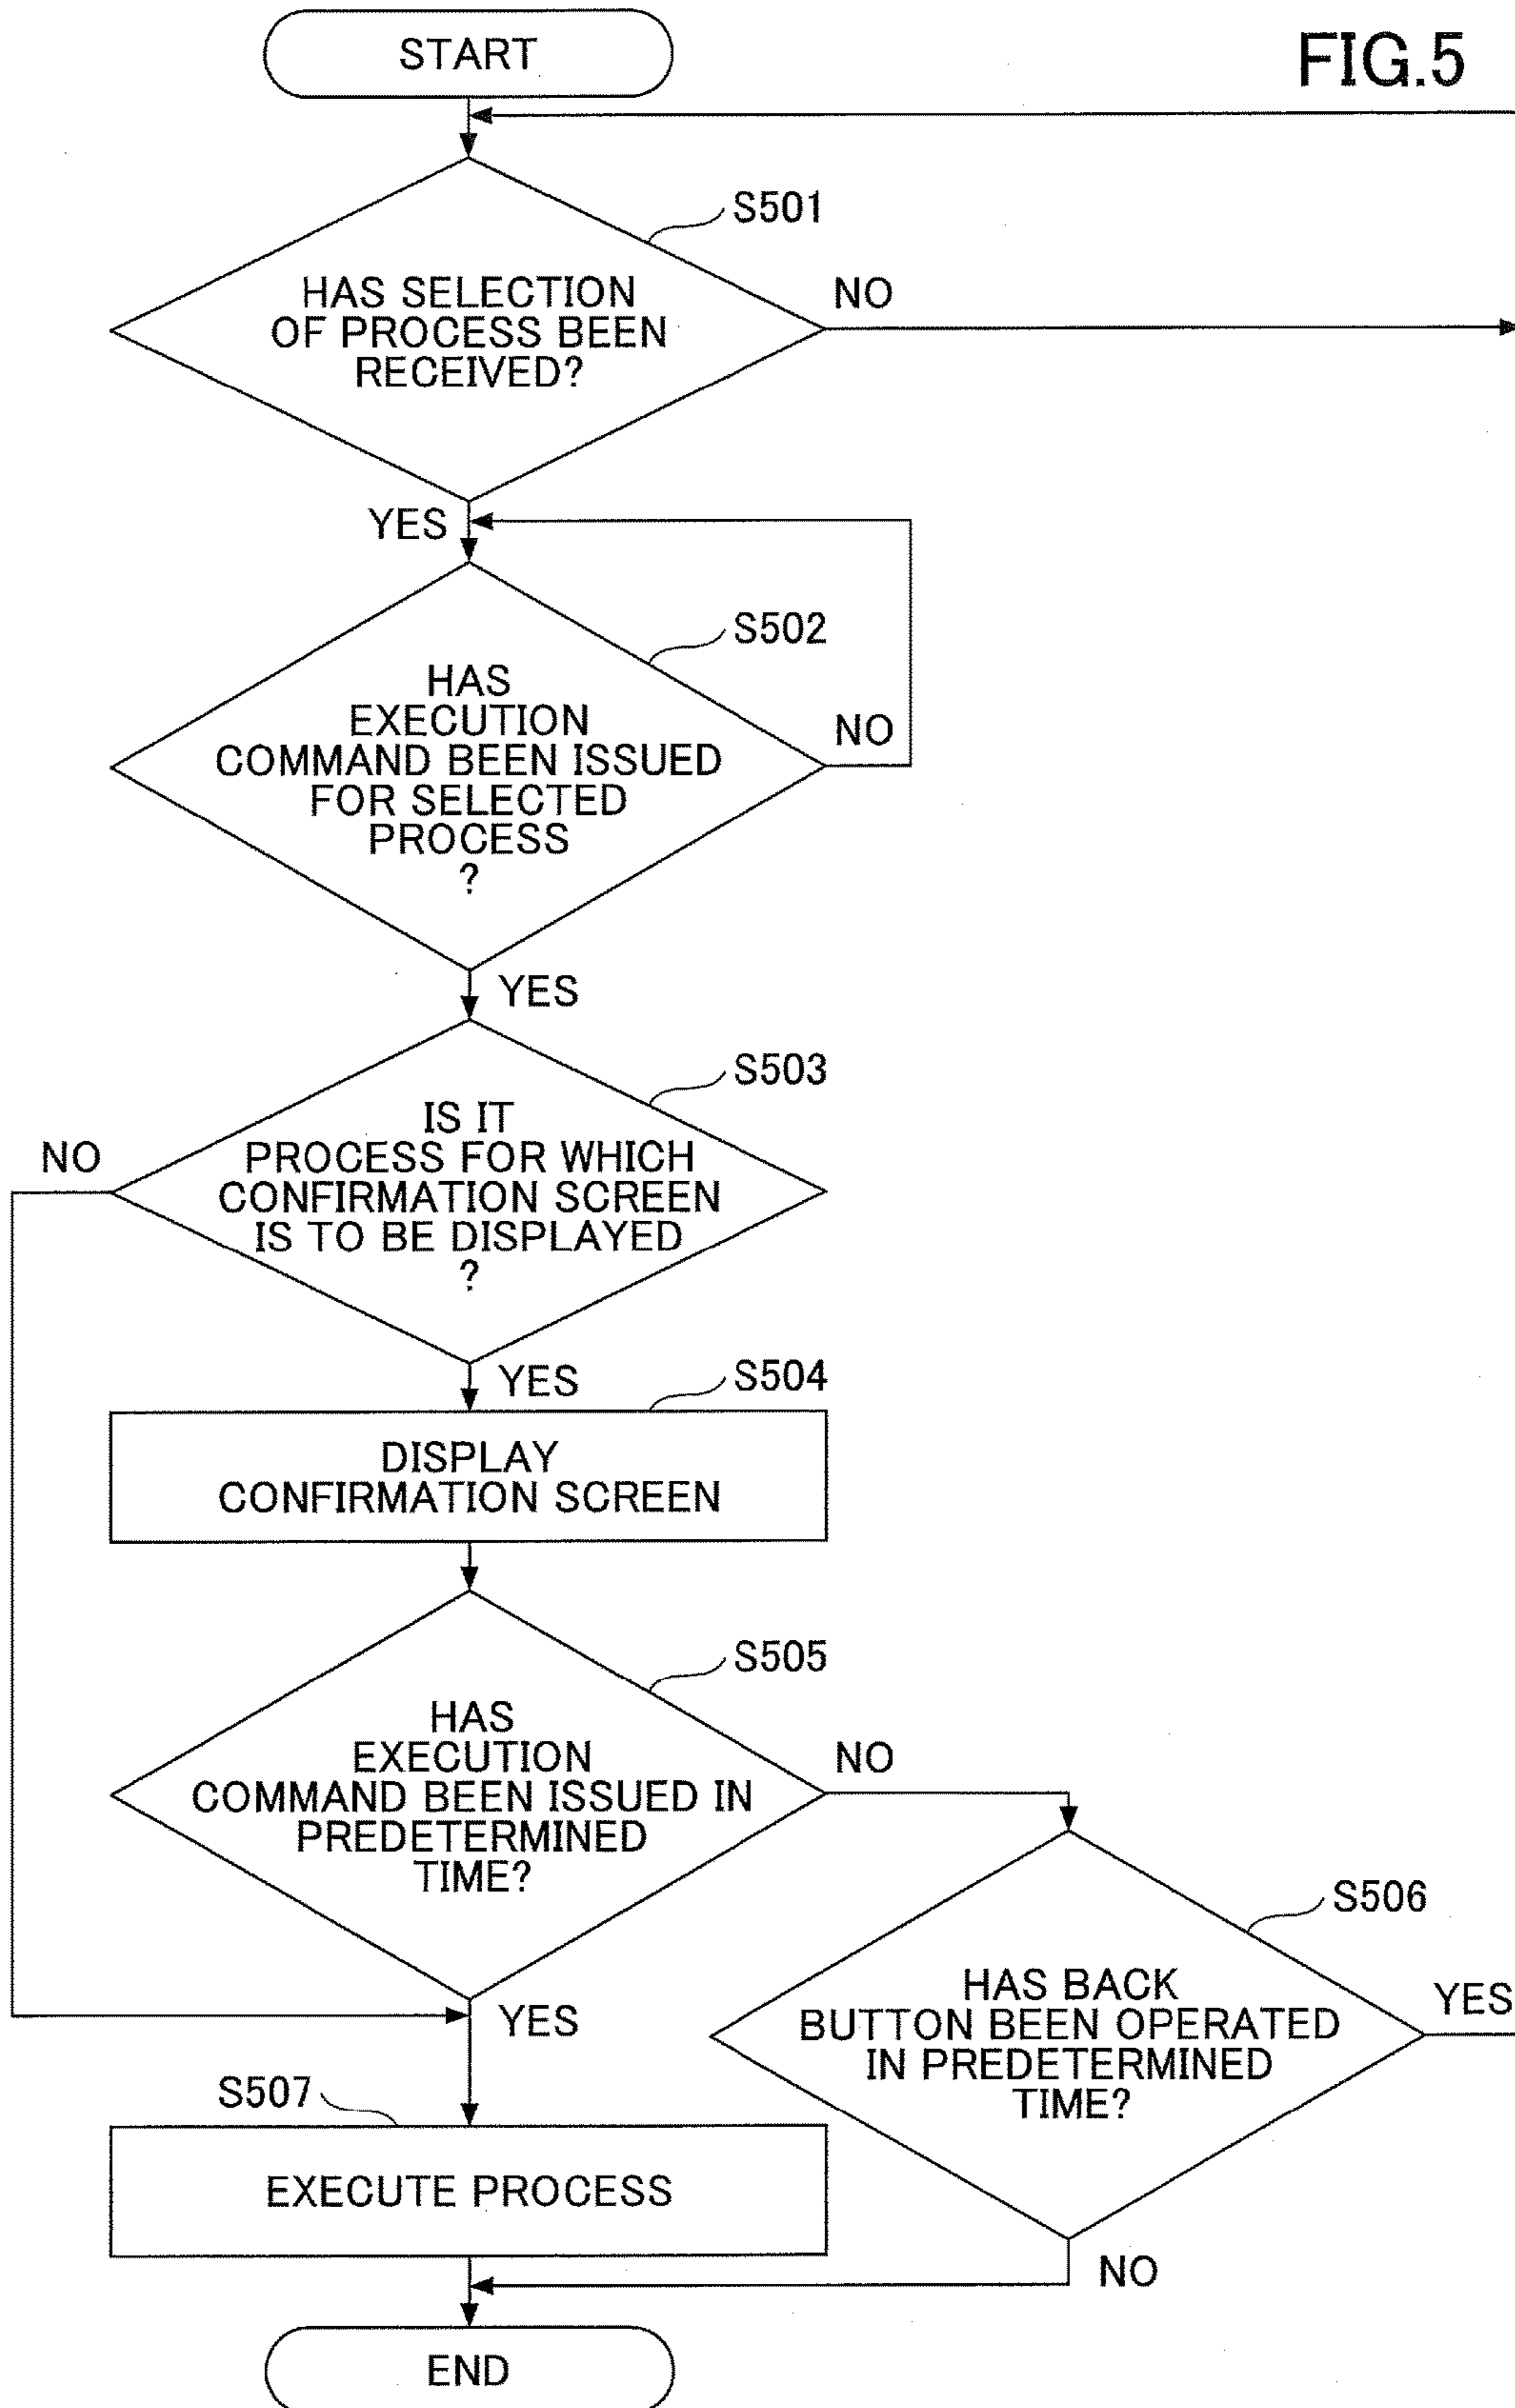 START
FIG.5
S501
HAS SELECTION
OF PROCESS BEEN
RECEIVED?
NO
YES
S502
HAS
EXECUTION
COMMAND BEEN ISSUED
FOR SELECTED
PROCESS
?
NO
YES
S503
IS IT
PROCESS FOR WHICH
CONFIRMATION SCREEN
IS TO BE DISPLAYED
?
NO
YES
S504
DISPLAY
CONFIRMATION SCREEN
S505
HAS
EXECUTION
COMMAND BEEN ISSUED IN
PREDETERMINED
TIME?
NO
YES
S506
HAS BACK
BUTTON BEEN OPERATED
IN PREDETERMINED
TIME?
YES
NO
S507
EXECUTE PROCESS
END